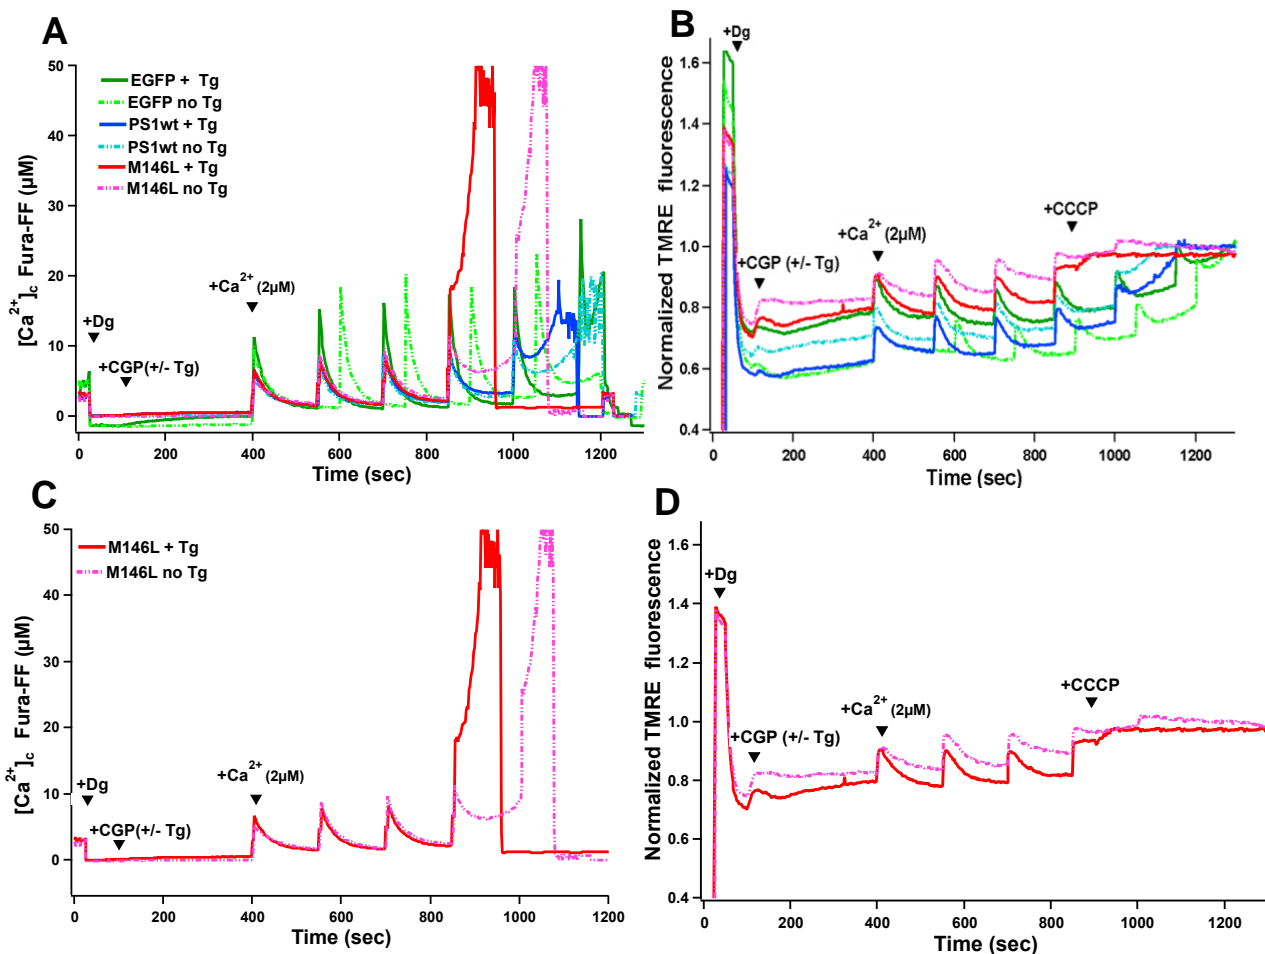 A
[Ca2+]c Fura-FF (µM)
50
40
30
20
10
0
EGFP + Tg
EGFP no Tg
PS1wt + Tg
PS1wt no Tg
M146L + Tg
M146L no Tg
+Dg
+CGP(+/- Tg)
+Ca2+ (2µM)
0 200 400 600 800 1000 1200
Time (sec)
B
Normalized TMRE fluorescence
1.6
1.4
1.2
1.0
0.8
0.6
0.4
+Dg
+CGP (+/- Tg)
+Ca2+ (2µM)
+CCCP
0 200 400 600 800 1000 1200
Time (sec)
C
[Ca2+]c Fura-FF (µM)
50
40
30
20
10
0
M146L + Tg
M146L no Tg
+Dg
+CGP(+/- Tg)
+Ca2+ (2µM)
0 200 400 600 800 1000 1200
Time (sec)
D
Normalized TMRE fluorescence
1.6
1.4
1.2
1.0
0.8
0.6
0.4
+Dg
+CGP (+/- Tg)
+Ca2+ (2µM)
+CCCP
0 200 400 600 800 1000 1200
Time (sec)